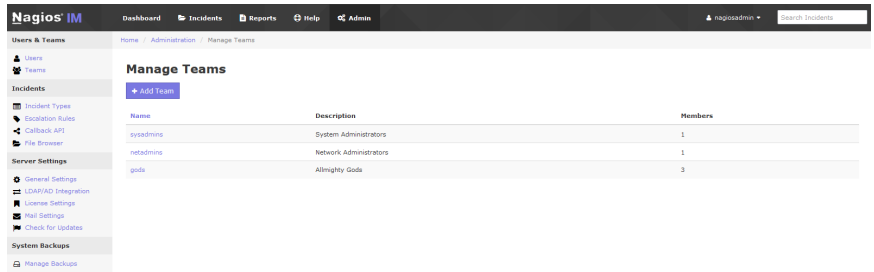 Nagios® IM
Dashboard Incidents Reports Help Admin nagiosadmin Search Incidents
Users & Teams
Home / Administration / Manage Teams
Users
Teams
Incidents
Incident Types
Escalation Rules
Callback API
File Browser
Server Settings
General Settings
LDAP/AD Integration
License Settings
Mail Settings
Check for Updates
System Backups
Manage Backups
Manage Teams
+ Add Team
Name Description Members
sysadmins System Administrators 1
netadmins Network Administrators 1
gods Allmighty Gods 3